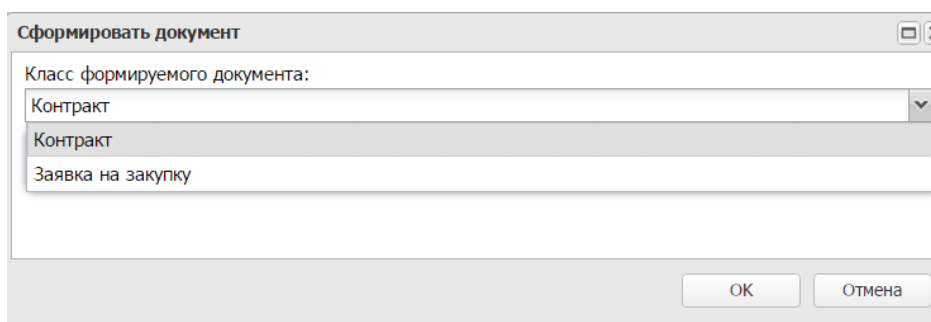 Сформировать документ
Класс формируемого документа:
Контракт
Контракт
Заявка на закупку
OK
Отмена